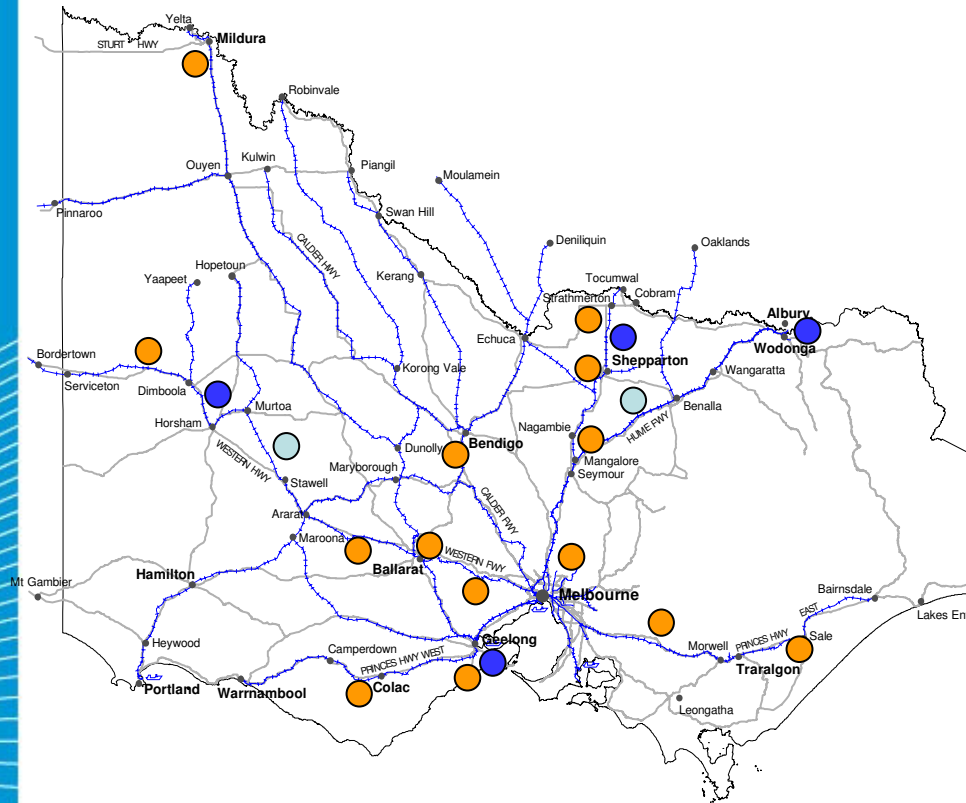 Yelta
Mildura
STURT HWY
Robinvale
Ouyen
Kulwin
Piangil
Moulamein
Pinnaroo
Swan Hill
CALDER HWY
Deniliquin
Oaklands
Hopetoun
Yaapeet
Kerang
Tocumwal
Strathmerton
Cobram
Albury
Echuca
Wodonga
Bordertown
Serviceton
Shepparton
Korong Vale
Wangaratta
Dimboola
Benalla
Murtoa
Horsham
Nagambie
HUME FWY
Bendigo
Dunolly
WESTERN HWY
Mangalore
Maryborough
Seymour
Stawell
CALDER FWY
Ararat
Maroona
WESTERN FWY
Ballarat
Hamilton
Mt Gambier
Melbourne
Bairnsdale
EAST
Lakes En
Geelong
Heywood
Sale
PRINCES HWY
Morwell
Camperdown
PRINCES HWY WEST
Traralgon
Portland
Warrnambool
Colac
Leongatha